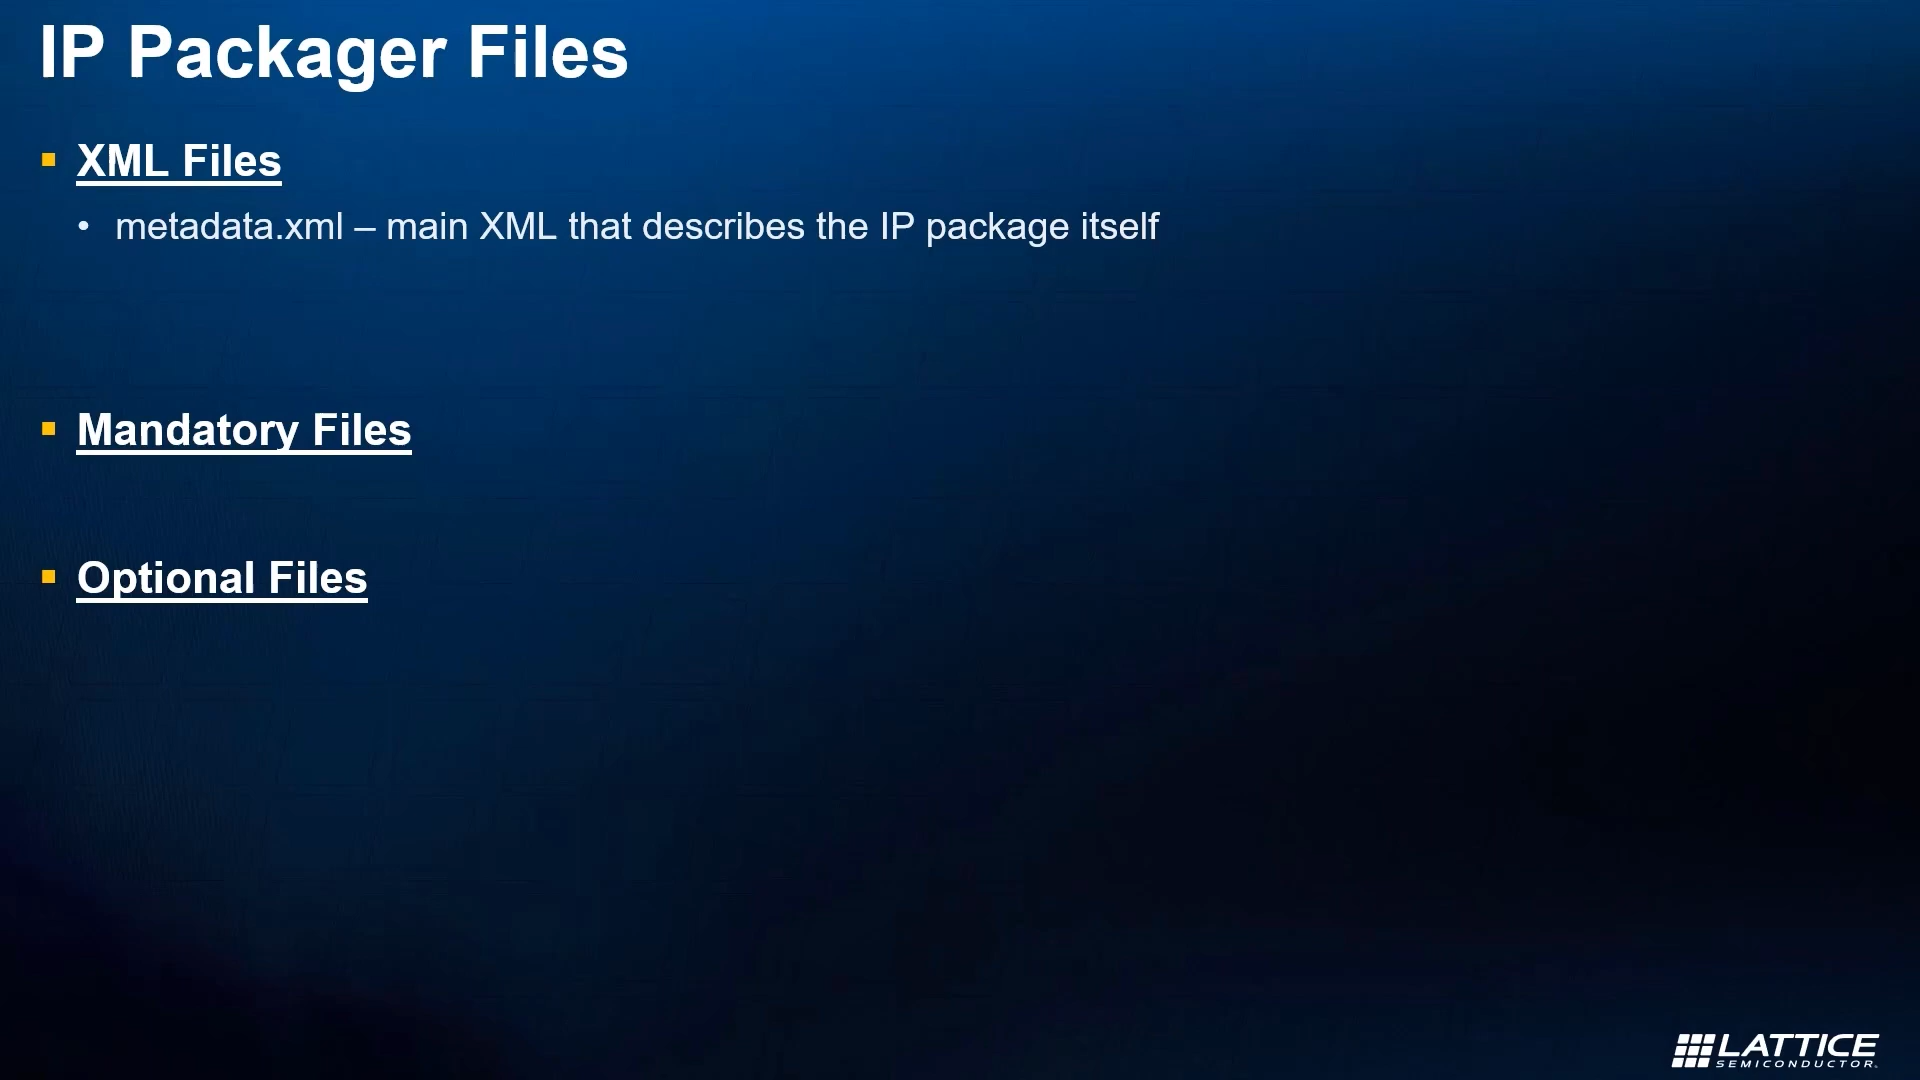 IP Packager Files
▪ XML Files
• metadata.xml – main XML that describes the IP package itself
▪ Mandatory Files
▪ Optional Files
LATTICE
SEMICONDUCTOR